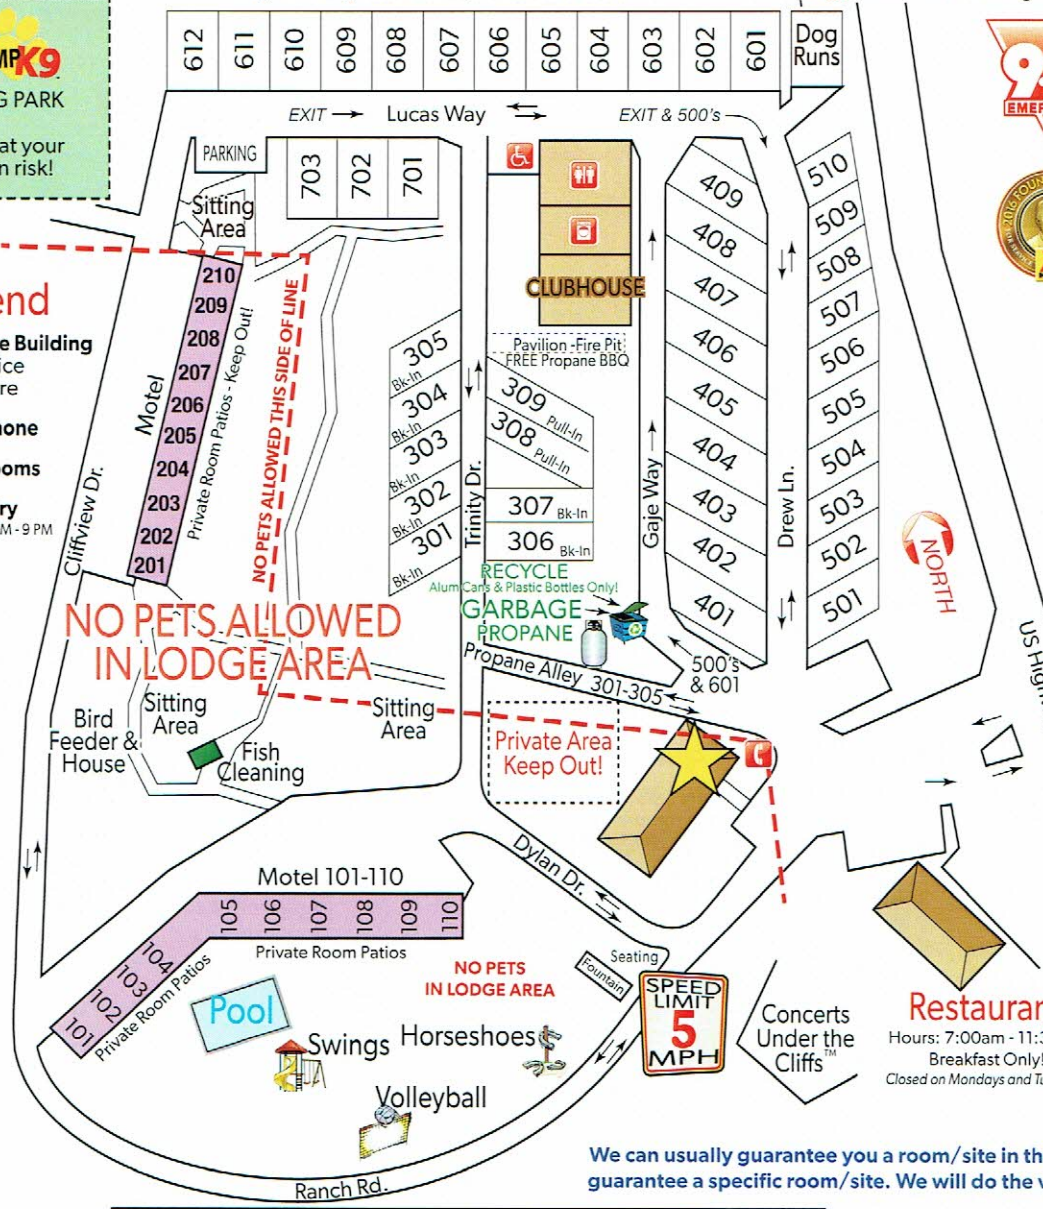 612
611
610
609
608
607
606
605
604
603
602
601
Dog
Runs
K9
PARK
at your
risk!
EXIT
Lucas Way
EXIT & 500's
PARKING
703
702
701
Sitting
Area
CLUBHOUSE
Pavilion -Fire Pit
FREE Propane BBQ
210
209
208
207
206
205
204
203
202
201
Motel
Private Room Patios - Keep Out!
NO PETS ALLOWED THIS SIDE OF LINE
Cliffview Dr.
Building
M - 9 PM
305
Bk-In
304
Bk-In
303
Bk-In
302
Bk-In
301
Bk-In
Trinity Dr.
309
Pull-In
308
Pull-In
307 Bk-In
306 Bk-In
Gaje Way
409
408
407
406
405
404
403
402
401
Drew Ln.
510
509
508
507
506
505
504
503
502
501
EMER
2016
NORTH
US High
RECYCLE
Alum Cans & Plastic Bottles Only!
GARBAGE
PROPANE
Propane Alley 301-305
500's
& 601
NO PETS ALLOWED
IN LODGE AREA
Sitting
Area
Bird
Feeder &
House
Fish
Cleaning
Sitting
Area
Private Area
Keep Out!
Dylan Dr.
Motel 101-110
105
106
107
108
109
110
104
103
102
101
Private Room Patios
Private Room Patios
NO PETS
IN LODGE AREA
Seating
Fountain
SPEED
LIMIT
5
MPH
Pool
Swings
Horseshoes
Volleyball
Ranch Rd.
Concerts
Under the
Cliffs™
Restaura
Hours: 7:00am - 11:
Breakfast Only!
Closed on Mondays and
We can usually guarantee you a room/site in th
guarantee a specific room/site. We will do the